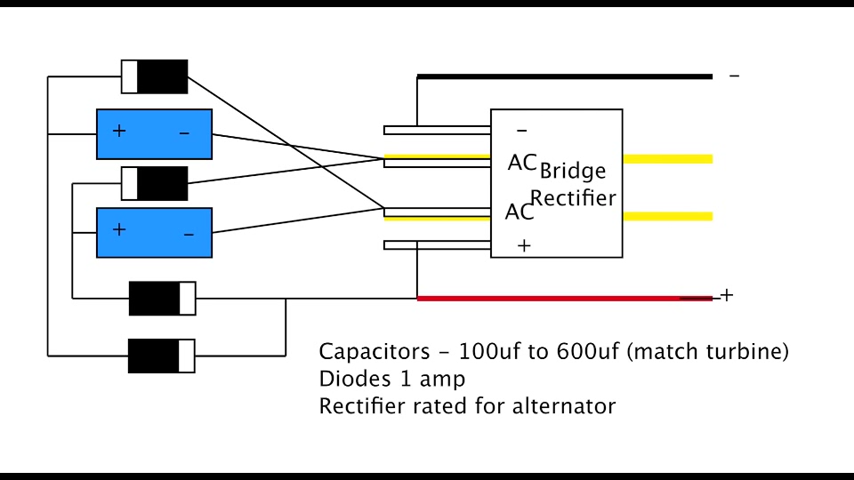 −
+ −
−
AC
Bridge
Rectifier
AC
+ −
+
+
Capacitors − 100uf to 600uf (match turbine)
Diodes 1 amp
Rectifier rated for alternator